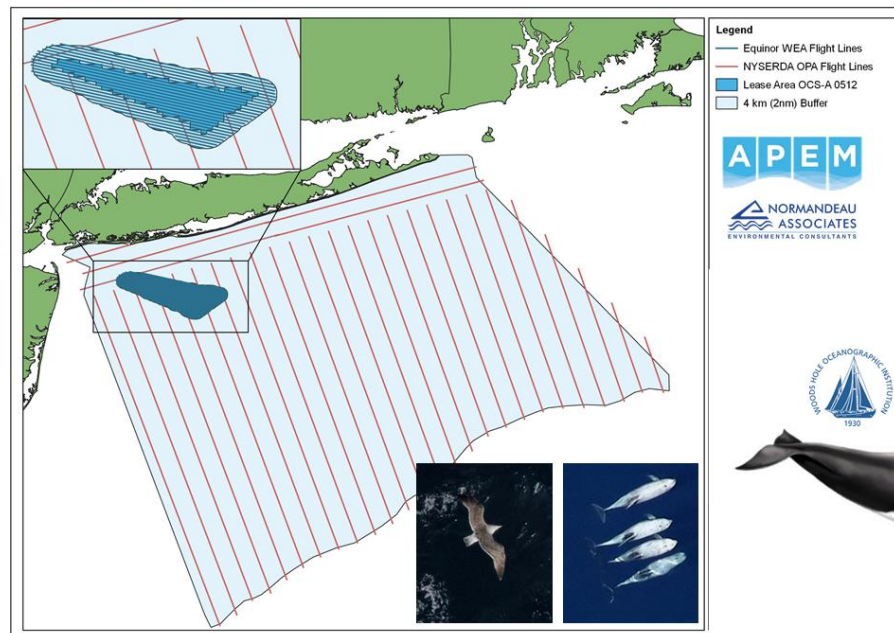 Legend
Equinor WEA Flight Lines
NYSERDA OPA Flight Lines
Lease Area OCS-A 0512
4 km (2nm) Buffer
APEM
NORMANDEAU
ASSOCIATES
ENVIRONMENTAL CONSULTANTS
WOODS HOLE OCEANOGRAPHIC INSTITUTION
1930